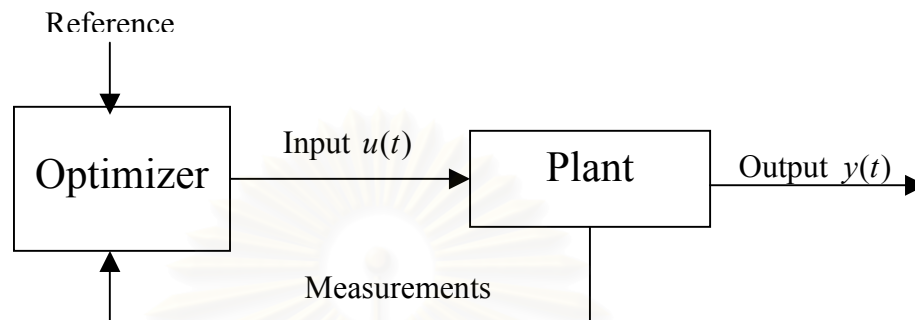 Reference
Optimizer
Input u(t)
Plant
Output y(t)
Measurements